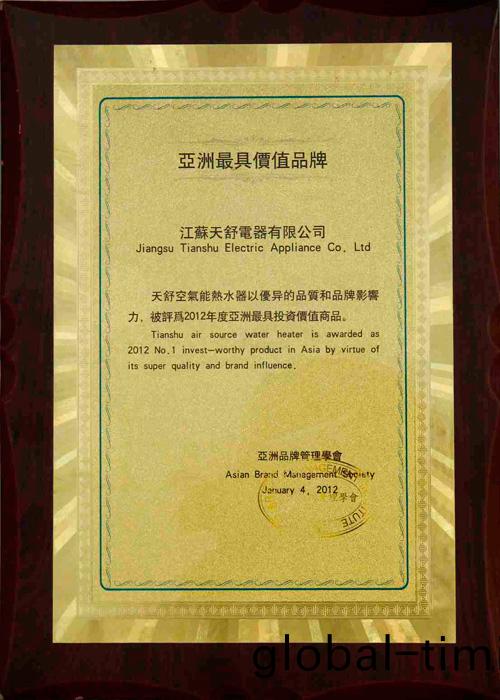 亞洲最具價值品牌
江蘇天舒電器有限公司
Jiangsu Tianshu Electric Appliance Co. Ltd
天舒空氣能熱水器以優异的品質和品牌影響
力，被評爲2012年度亞洲最具投資價值商品。
Tianshu air source water heater is awarded as
2012 No.1 invest-worthy product in Asia by virtue of
its super quality and brand influence.
亞洲品牌管理學會
Asian Brand Management Society
January 4, 2012
global-tim